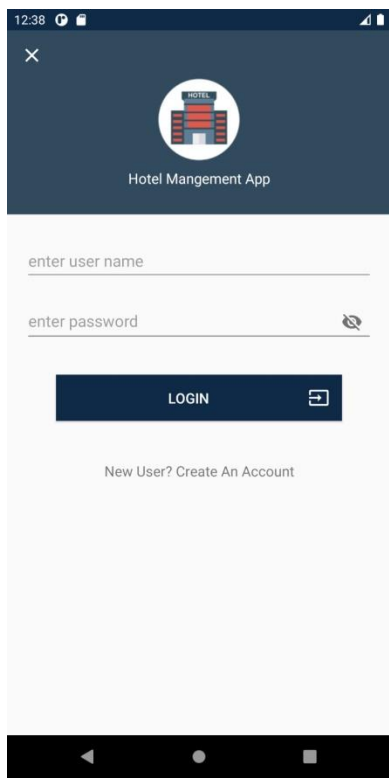 12:38
HOTEL
Hotel Mangement App
enter user name
enter password
LOGIN
New User? Create An Account